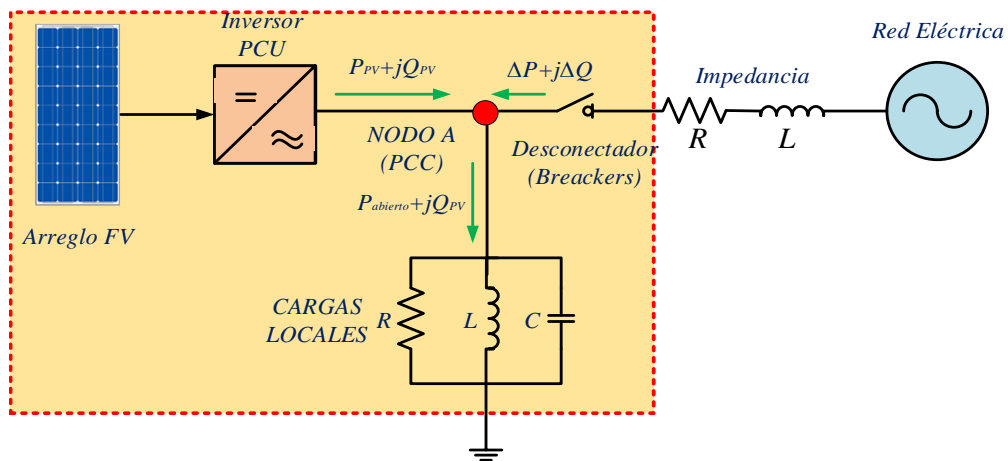 Inversor
PCU
Red Eléctrica
P_PV+jQ_PV
ΔP+jΔQ
Impedancia
NODO A
(PCC)
Desconectador
(Breackers)
R
L
P_abierto+jQ_PV
Arreglo FV
CARGAS
LOCALES
R
L
C